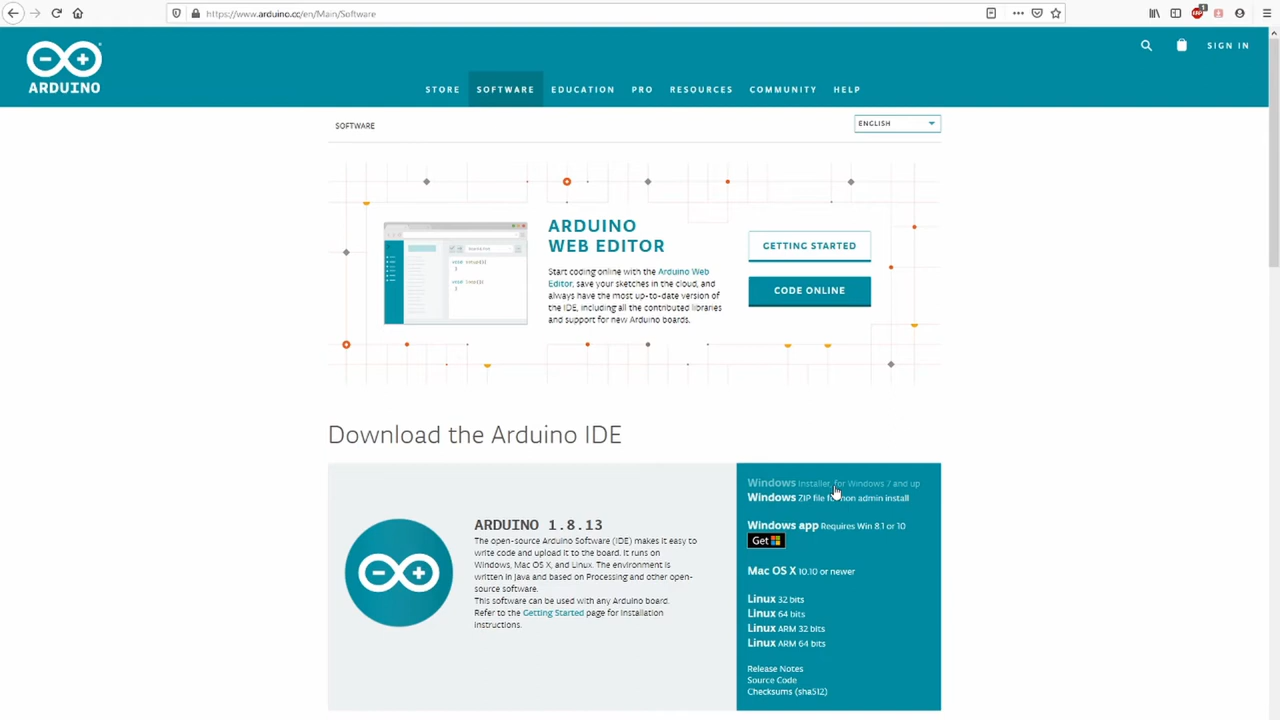 https://www.arduino.cc/en/Main/Software
ARDUINO
SIGN IN
STORE SOFTWARE EDUCATION PRO RESOURCES COMMUNITY HELP
SOFTWARE
ENGLISH
ARDUINO
WEB EDITOR
Start coding online with the Arduino Web
Editor, save your sketches in the cloud, and
always have the most up-to-date version of
the IDE, including all the contributed libraries
and support for new Arduino boards.
GETTING STARTED
CODE ONLINE
Download the Arduino IDE
ARDUINO 1.8.13
The open-source Arduino Software (IDE) makes it easy to
write code and upload it to the board. It runs on
Windows, Mac OS X, and Linux. The environment is
written in Java and based on Processing and other open-
source software.
This software can be used with any Arduino board.
Refer to the Getting Started page for Installation
instructions.
Windows Installer, for Windows 7 and up
Windows ZIP file for non admin install
Windows app Requires Win 8.1 or 10
Get
Mac OS X 10.10 or newer
Linux 32 bits
Linux 64 bits
Linux ARM 32 bits
Linux ARM 64 bits
Release Notes
Source Code
Checksums (sha512)